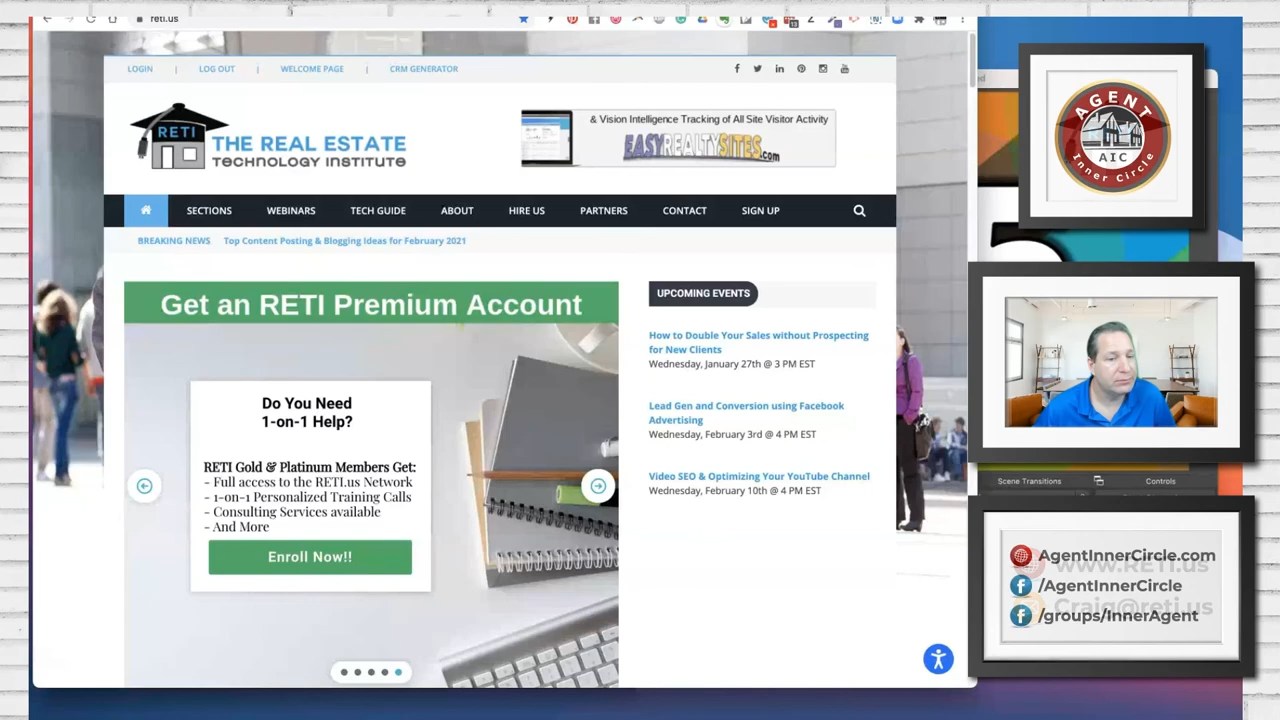 reti.us
LOGIN | LOG OUT | WELCOME PAGE | CRM GENERATOR
RETI
THE REAL ESTATE
TECHNOLOGY INSTITUTE
& Vision Intelligence Tracking of All Site Visitor Activity
EASYREALTYSITES.com
SECTIONS WEBINARS TECH GUIDE ABOUT HIRE US PARTNERS CONTACT SIGN UP
BREAKING NEWS Top Content Posting & Blogging Ideas for February 2021
Get an RETI Premium Account
Do You Need
1-on-1 Help?
RETI Gold & Platinum Members Get:
- Full access to the RETI.us Network
- 1-on-1 Personalized Training Calls
- Consulting Services available
- And More
Enroll Now!!
UPCOMING EVENTS
How to Double Your Sales without Prospecting
for New Clients
Wednesday, January 27th @ 3 PM EST
Lead Gen and Conversion using Facebook
Advertising
Wednesday, February 3rd @ 4 PM EST
Video SEO & Optimizing Your YouTube Channel
Wednesday, February 10th @ 4 PM EST
AGENT
AIC
Inner Circle
Scene Transitions Controls
AgentInnerCircle.com
www.RETI.us
/AgentInnerCircle
Craig@reti.us
/groups/InnerAgent